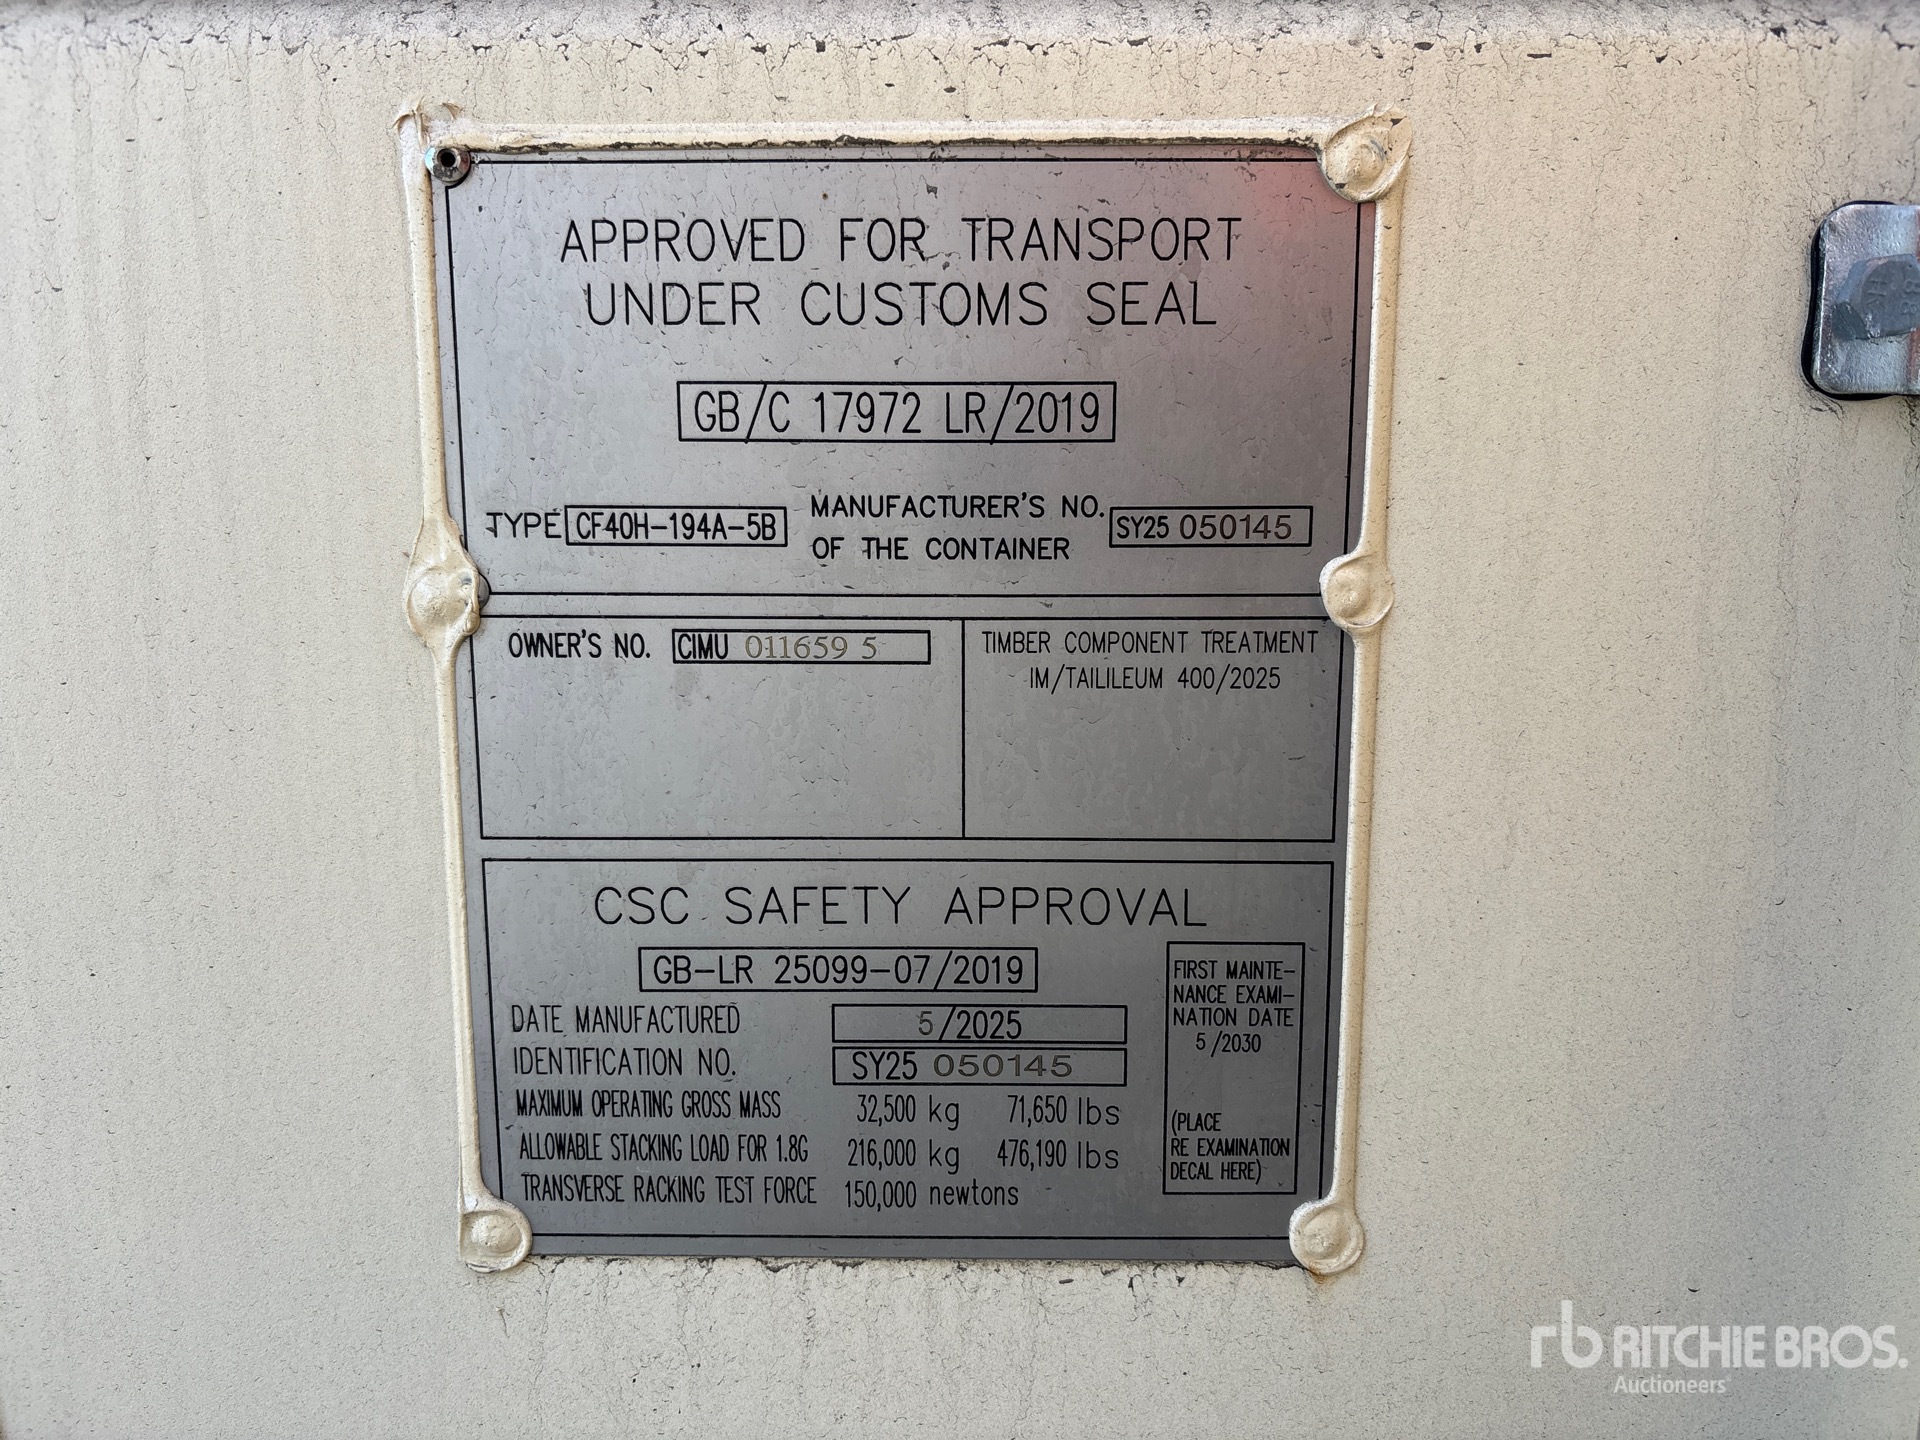 APPROVED FOR TRANSPORT
UNDER CUSTOMS SEAL
GB/C 17972 LR/2019
TYPE CF40H-194A-5B MANUFACTURER'S NO. OF THE CONTAINER SY25 050145
OWNER'S NO. CIMU 011659 5
TIMBER COMPONENT TREATMENT
IM/TAILILEUM 400/2025
CSC SAFETY APPROVAL
GB-LR 25099-07/2019
DATE MANUFACTURED 5/2025
IDENTIFICATION NO. SY25 050145
MAXIMUM OPERATING GROSS MASS 32,500 kg 71,650 lbs
ALLOWABLE STACKING LOAD FOR 1.8G 216,000 kg 476,190 lbs
TRANSVERSE RACKING TEST FORCE 150,000 newtons
FIRST MAINTE-
NANCE EXAMI-
NATION DATE
5/2030
(PLACE
RE EXAMINATION
DECAL HERE)
rb RITCHIE BROS.
Auctioneers